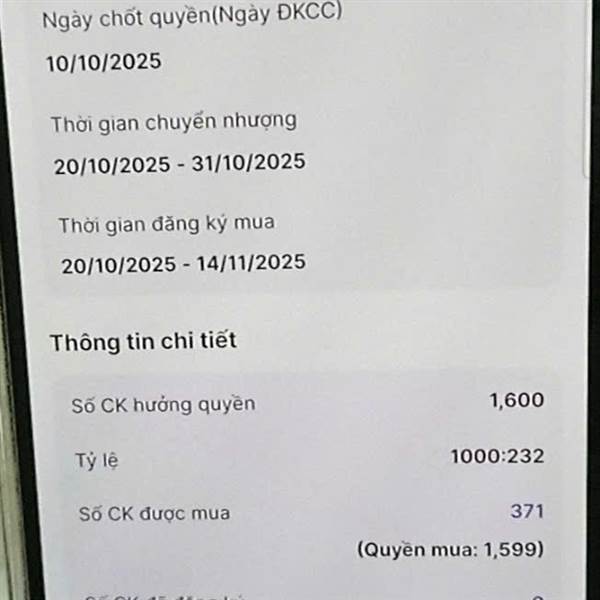 Ngày chốt quyền(Ngày ĐKCC)
10/10/2025
Thời gian chuyển nhượng
20/10/2025 - 31/10/2025
Thời gian đăng ký mua
20/10/2025 - 14/11/2025
Thông tin chi tiết
Số CK hưởng quyền 1,600
Tỷ lệ 1000:232
Số CK được mua 371
(Quyền mua: 1,599)